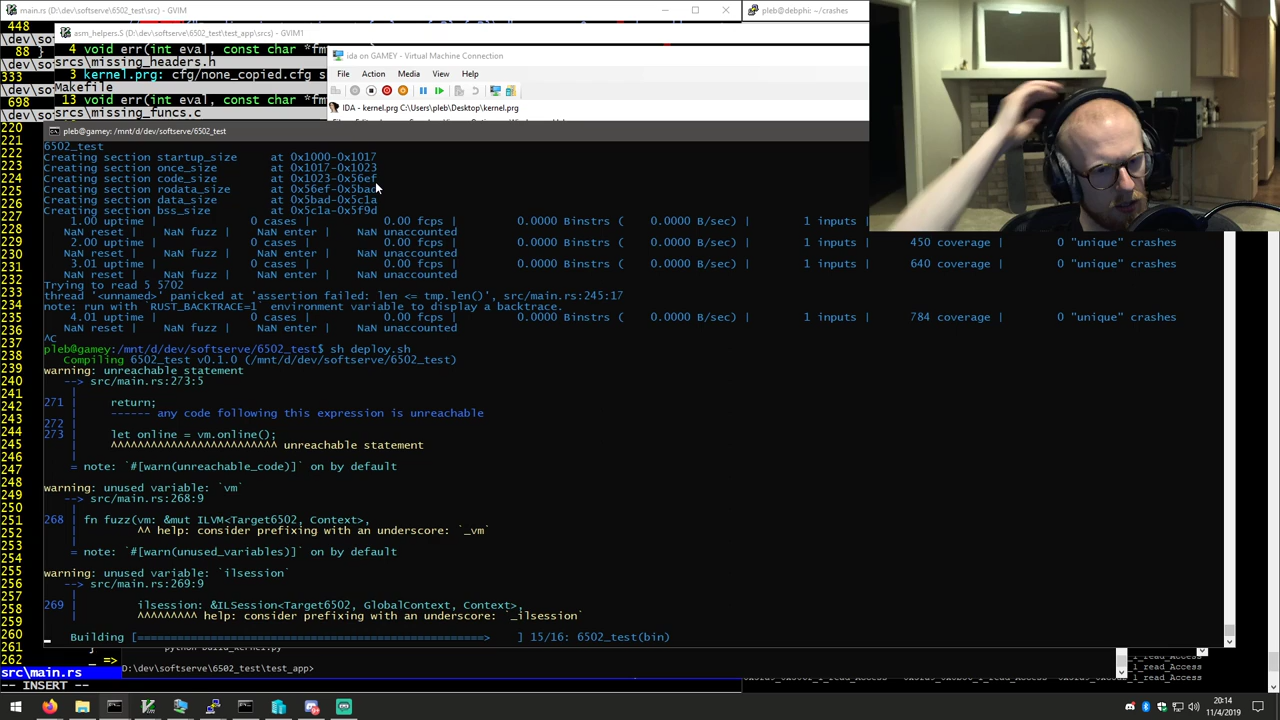 main.rs (D:\dev\softserve\6502_test\src) - GVIM
pleb@debphi: ~/crashes
448
asm_helpers.S (D:\dev\softserve\6502_test\test_app\srcs) - GVIM1
88 }
4 void err(int eval, const char *fm
ida on GAMEY - Virtual Machine Connection
srcs\missing_headers.h
333
3 kernel.prg: cfg/none_copied.cfg s
File Action Media View Help
Makefile
698
13 void err(int eval, const char *fm
srcs\missing_funcs.c
IDA - kernel.prg C:\Users\pleb\Desktop\kernel.prg
220
pleb@gamey: /mnt/d/dev/softserve/6502_test
221
6502_test
222 Creating section startup_size at 0x1000-0x1017
223 Creating section once_size at 0x1017-0x1023
224 Creating section code_size at 0x1023-0x56ef
225 Creating section rodata_size at 0x56ef-0x5bad
226 Creating section data_size at 0x5bad-0x5c1a
227 Creating section bss_size at 0x5c1a-0x5f9d
228 1.00 uptime | 0 cases | 0.00 fcps | 0.0000 Binstrs ( 0.0000 B/sec) | 1 inputs |
NaN reset | NaN fuzz | NaN enter | NaN unaccounted
229 2.00 uptime | 0 cases | 0.00 fcps | 0.0000 Binstrs ( 0.0000 B/sec) | 1 inputs | 450 coverage | 0 "unique" crashes
230 NaN reset | NaN fuzz | NaN enter | NaN unaccounted
231 3.01 uptime | 0 cases | 0.00 fcps | 0.0000 Binstrs ( 0.0000 B/sec) | 1 inputs | 640 coverage | 0 "unique" crashes
232 NaN reset | NaN fuzz | NaN enter | NaN unaccounted
233 Trying to read 5 5702
234 thread '<unnamed>' panicked at 'assertion failed: len <= tmp.len()', src/main.rs:245:17
note: run with `RUST_BACKTRACE=1` environment variable to display a backtrace.
235 4.01 uptime | 0 cases | 0.00 fcps | 0.0000 Binstrs ( 0.0000 B/sec) | 1 inputs | 784 coverage | 0 "unique" crashes
236 NaN reset | NaN fuzz | NaN enter | NaN unaccounted
237 ^C
238 pleb@gamey:/mnt/d/dev/softserve/6502_test$ sh deploy.sh
239 Compiling 6502_test v0.1.0 (/mnt/d/dev/softserve/6502_test)
240 warning: unreachable statement
241 --> src/main.rs:273:5
|
242 271 | return;
243 | ------ any code following this expression is unreachable
244 272 |
245 273 | let online = vm.online();
246 | ^^^^^^^^^^^^^^^^^^^^^^^^^ unreachable statement
247 |
248 = note: `#[warn(unreachable_code)]` on by default
249
warning: unused variable: `vm`
250 --> src/main.rs:268:9
251 |
252 268 | fn fuzz(vm: &mut ILVM<Target6502, Context>,
253 | ^^ help: consider prefixing with an underscore: `_vm`
254 |
= note: `#[warn(unused_variables)]` on by default
255
256 warning: unused variable: `ilsession`
257 --> src/main.rs:269:9
258 |
259 269 | ilsession: &ILSession<Target6502, GlobalContext, Context>,
260 | ^^^^^^^^^ help: consider prefixing with an underscore: `_ilsession`
261 Building [==================================================> ] 15/16: 6502_test(bin)
262 _ =>
D:\dev\softserve\6502_test\test_app>
src\main.rs
-- INSERT --
20:14
11/4/2019